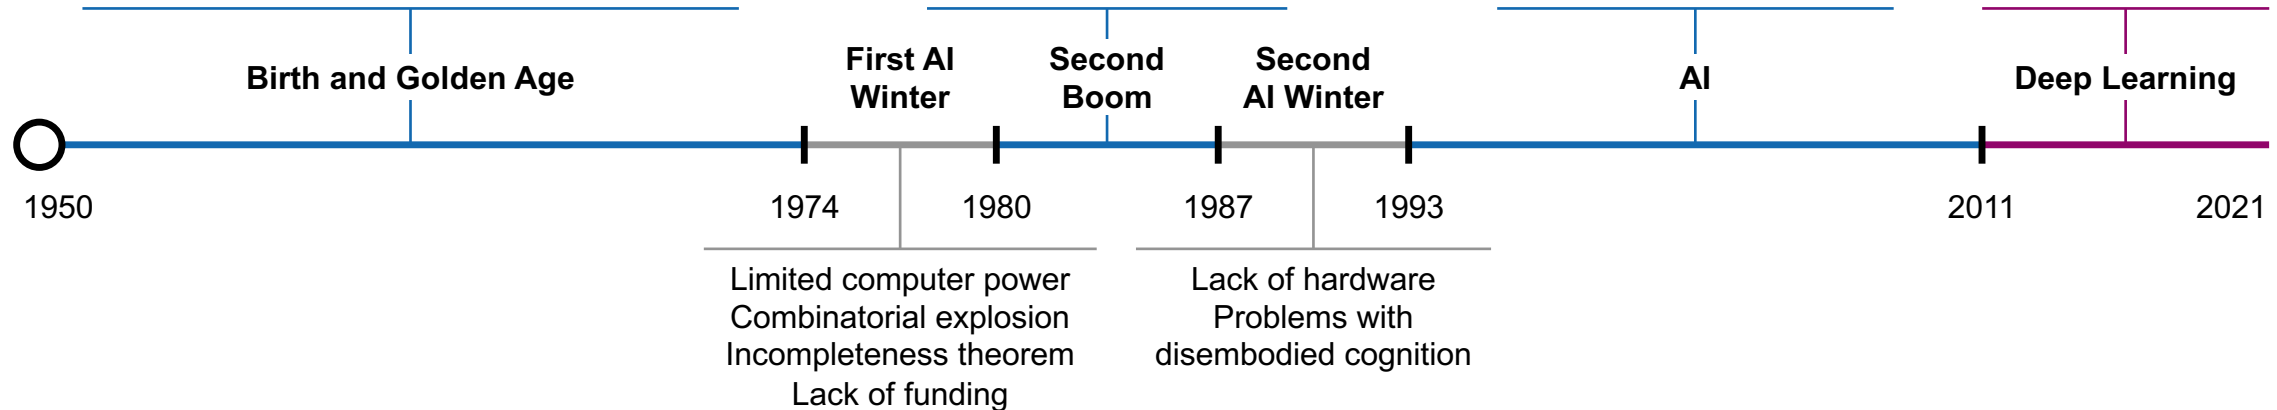 Birth and Golden Age
First AI
Winter
Second
Boom
Second
AI Winter
AI
Deep Learning
1950
1974
1980
1987
1993
2011
2021
Limited computer power
Combinatorial explosion
Incompleteness theorem
Lack of funding
Lack of hardware
Problems with
disembodied cognition